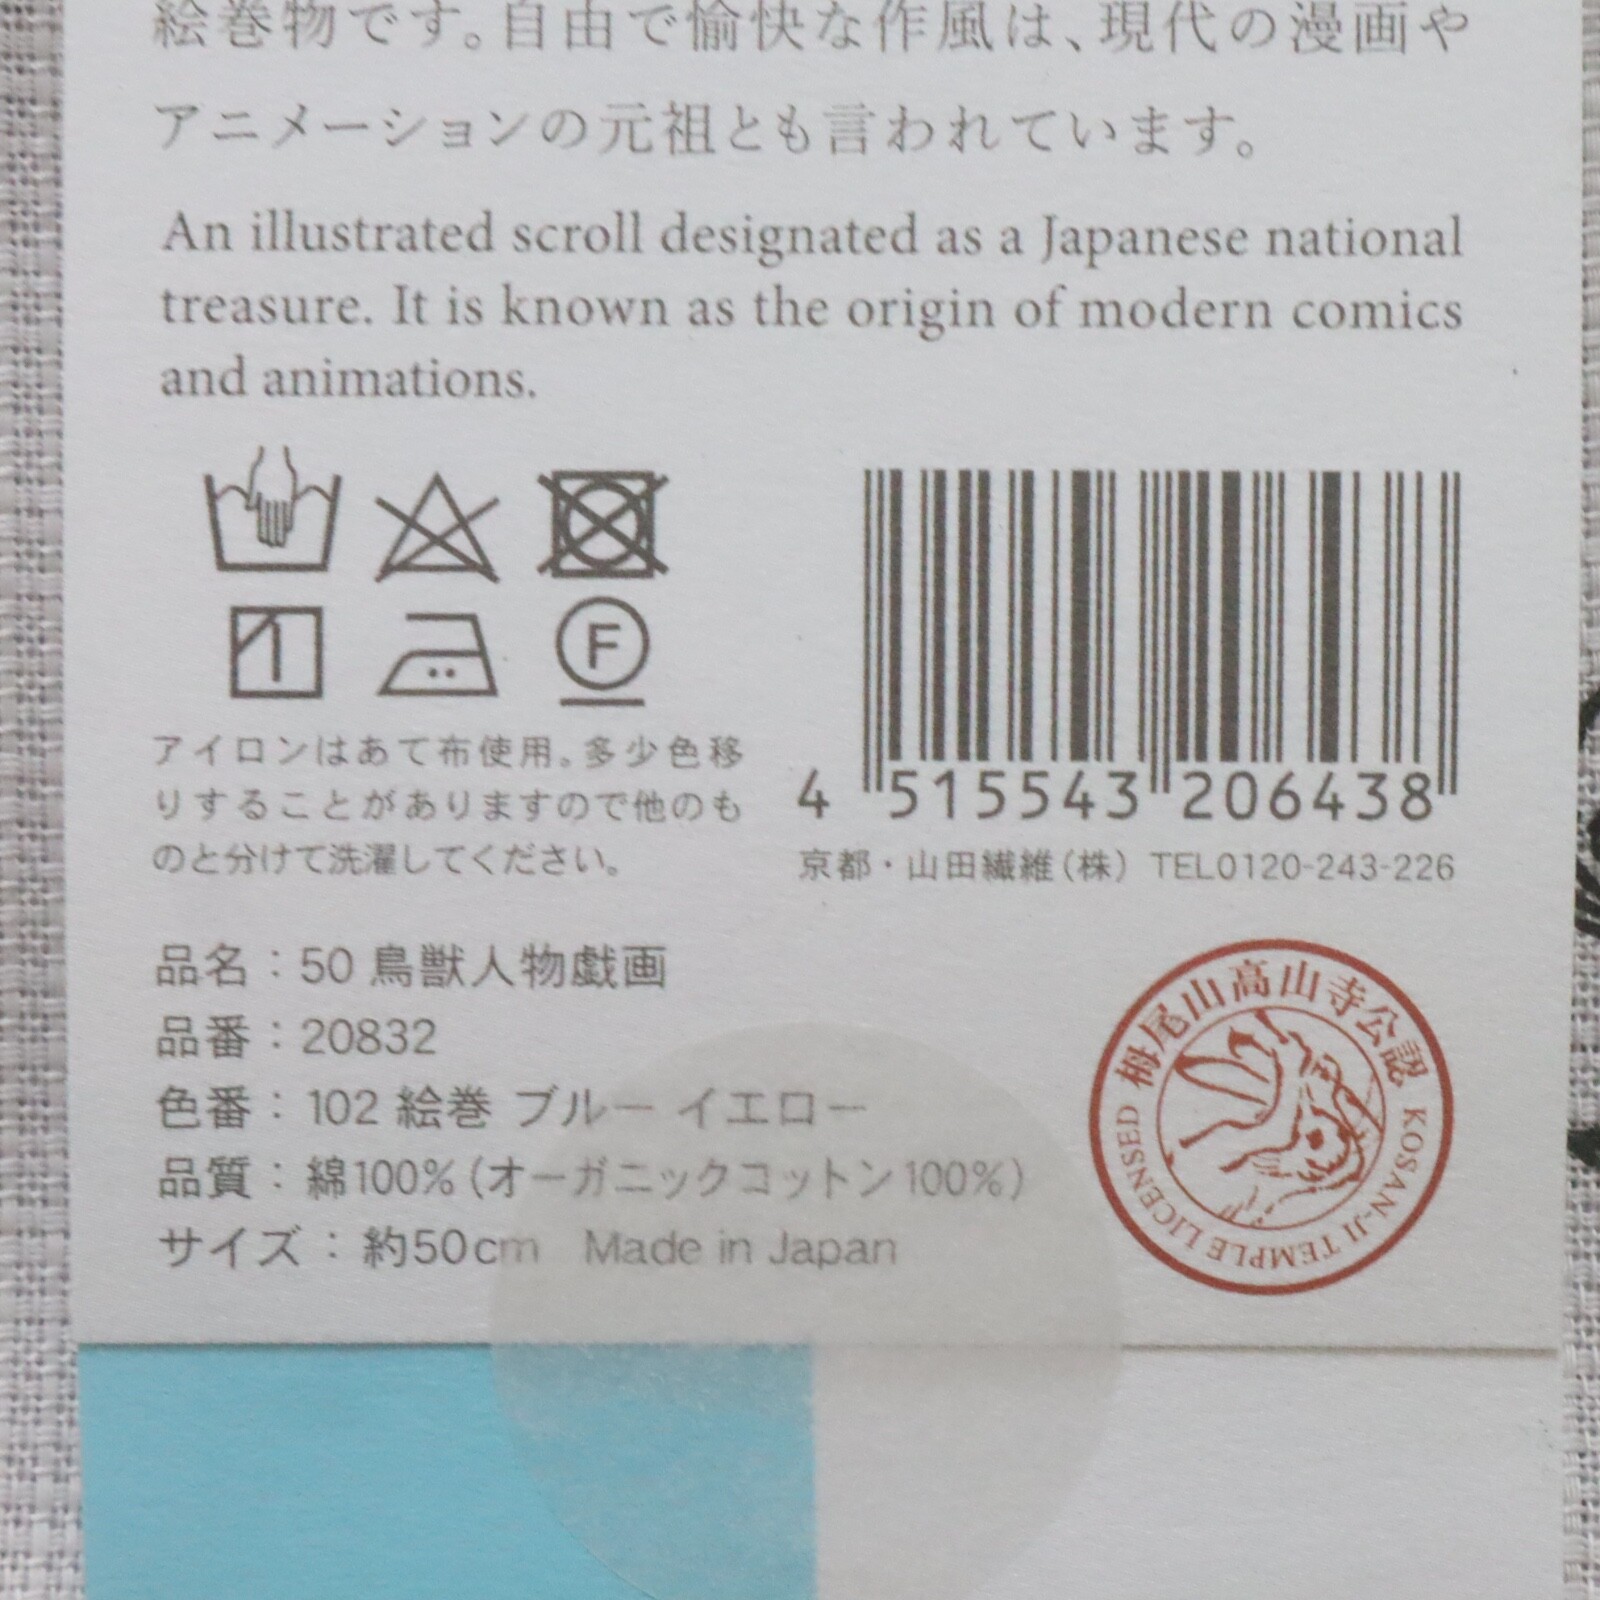 絵巻物です。自由で愉快な作風は、現代の漫画や
アニメーションの元祖とも言われています。
An illustrated scroll designated as a Japanese national
treasure. It is known as the origin of modern comics
and animations.
1
F
アイロンはあて布使用。多少色移
りすることがありますので他のも
のと分けて洗濯してください。
4 515543 206438
京都・山田繊維(株) TEL0120-243-226
品名：50 鳥獣人物戯画
品番：20832
色番：102 絵巻 ブルー イエロー
品質：綿100%(オーガニックコットン100%)
サイズ：約50cm Made in Japan
栂尾山高山寺公認
KOSAN-JI TEMPLE LICENSED